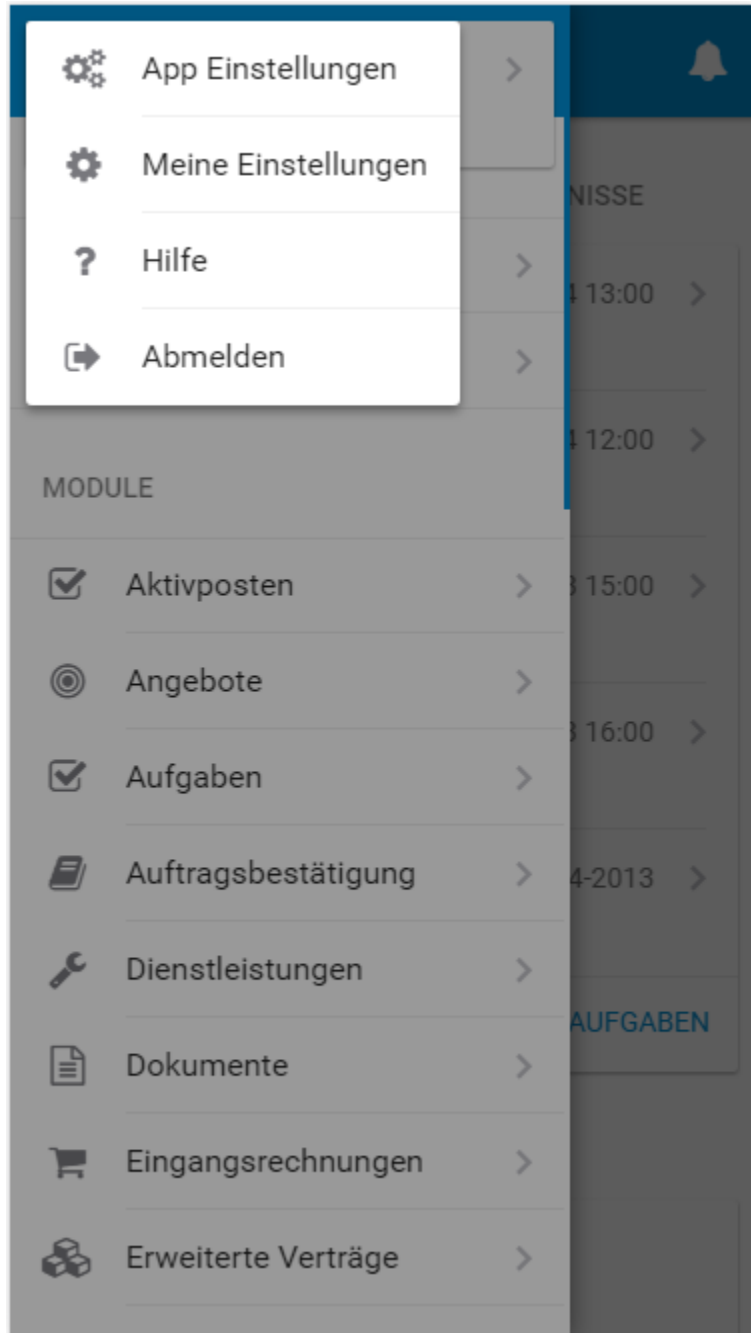 App Einstellungen
Meine Einstellungen
Hilfe
Abmelden
MODULE
Aktivposten
Angebote
Aufgaben
Auftragsbestätigung
Dienstleistungen
Dokumente
Eingangsrechnungen
Erweiterte Verträge
NISSE
13:00
12:00
15:00
16:00
4-2013
AUFGABEN